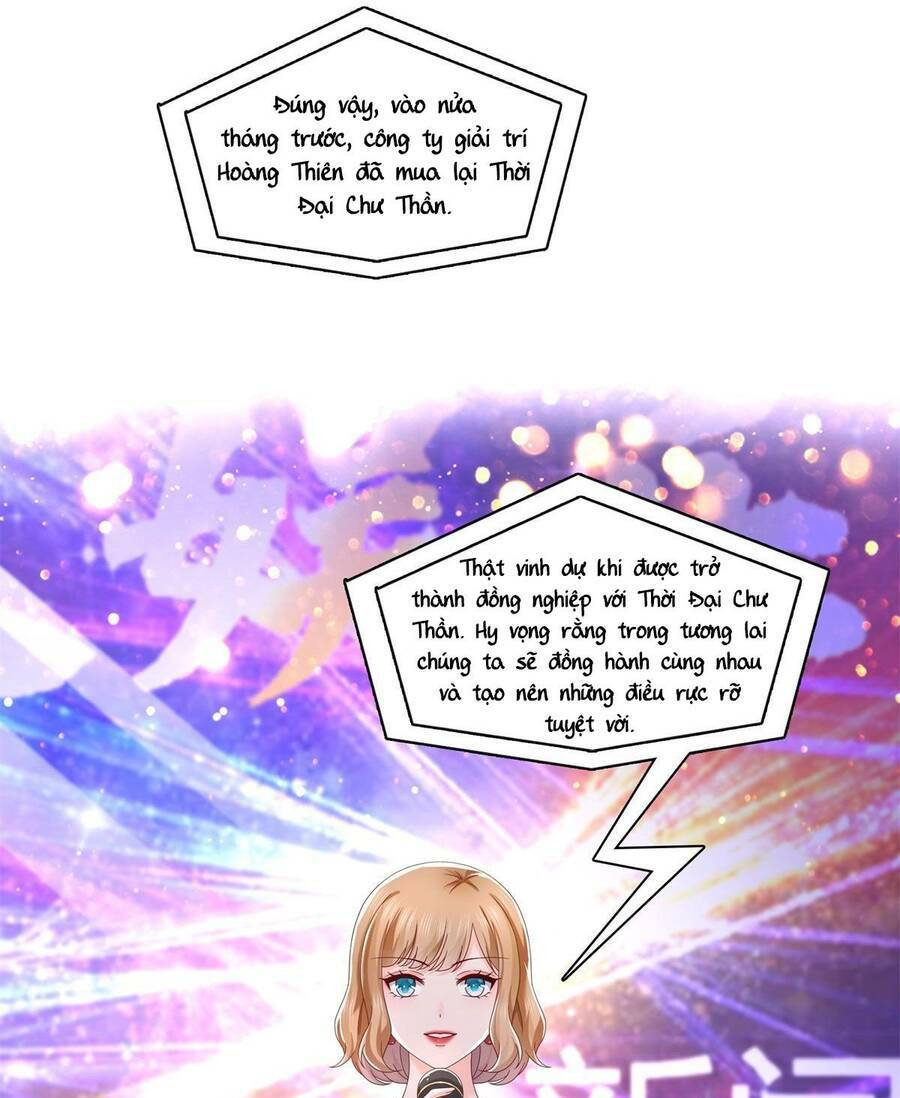 Đúng vậy, vào nửa
tháng trước, công ty giải trí
Hoàng Thiên đã mua lại Thời
Đại Chư Thần.
Thật vinh dự khi được trở
thành đồng nghiệp với Thời Đại Chư
Thần. Hy vọng rằng trong tương lai
chúng ta sẽ đồng hành cùng nhau
và tạo nên những điều rực rỡ
tuyệt vời.